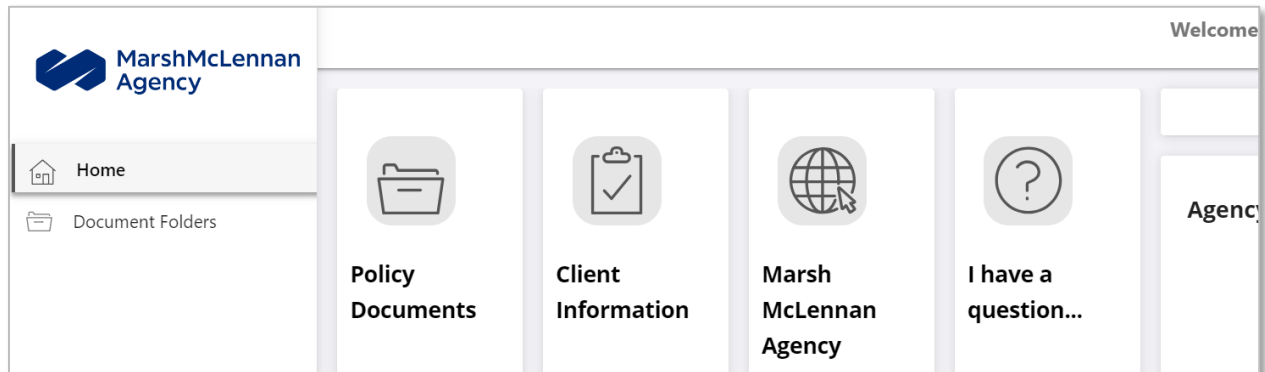 MarshMcLennan
Agency
Home
Document Folders
Welcome
Policy
Documents
Client
Information
Marsh
McLennan
Agency
I have a
question...
Agency